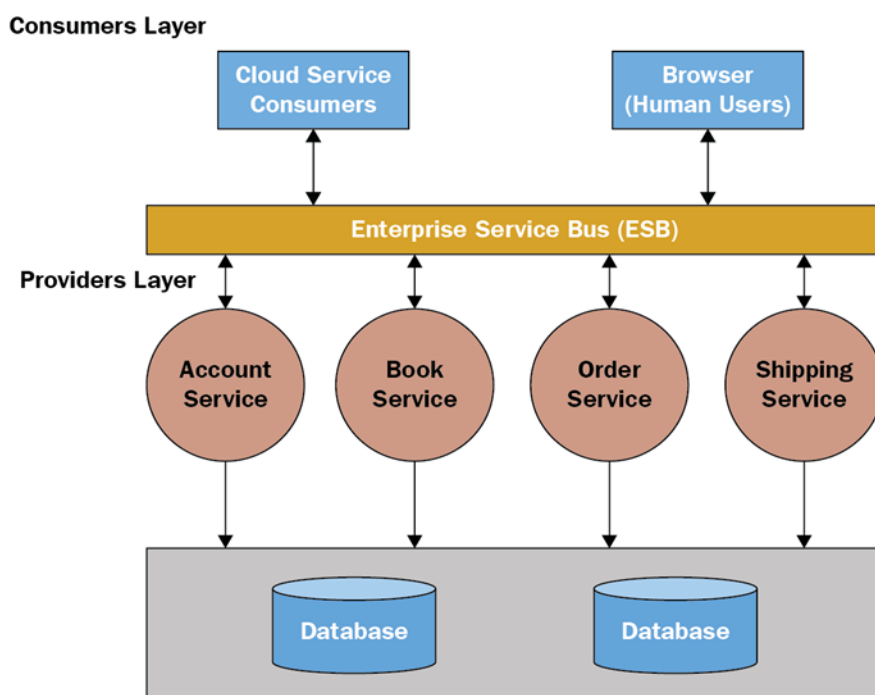 Consumers Layer
Cloud Service
Consumers
Browser
(Human Users)
Enterprise Service Bus (ESB)
Providers Layer
Account
Service
Book
Service
Order
Service
Shipping
Service
Database
Database